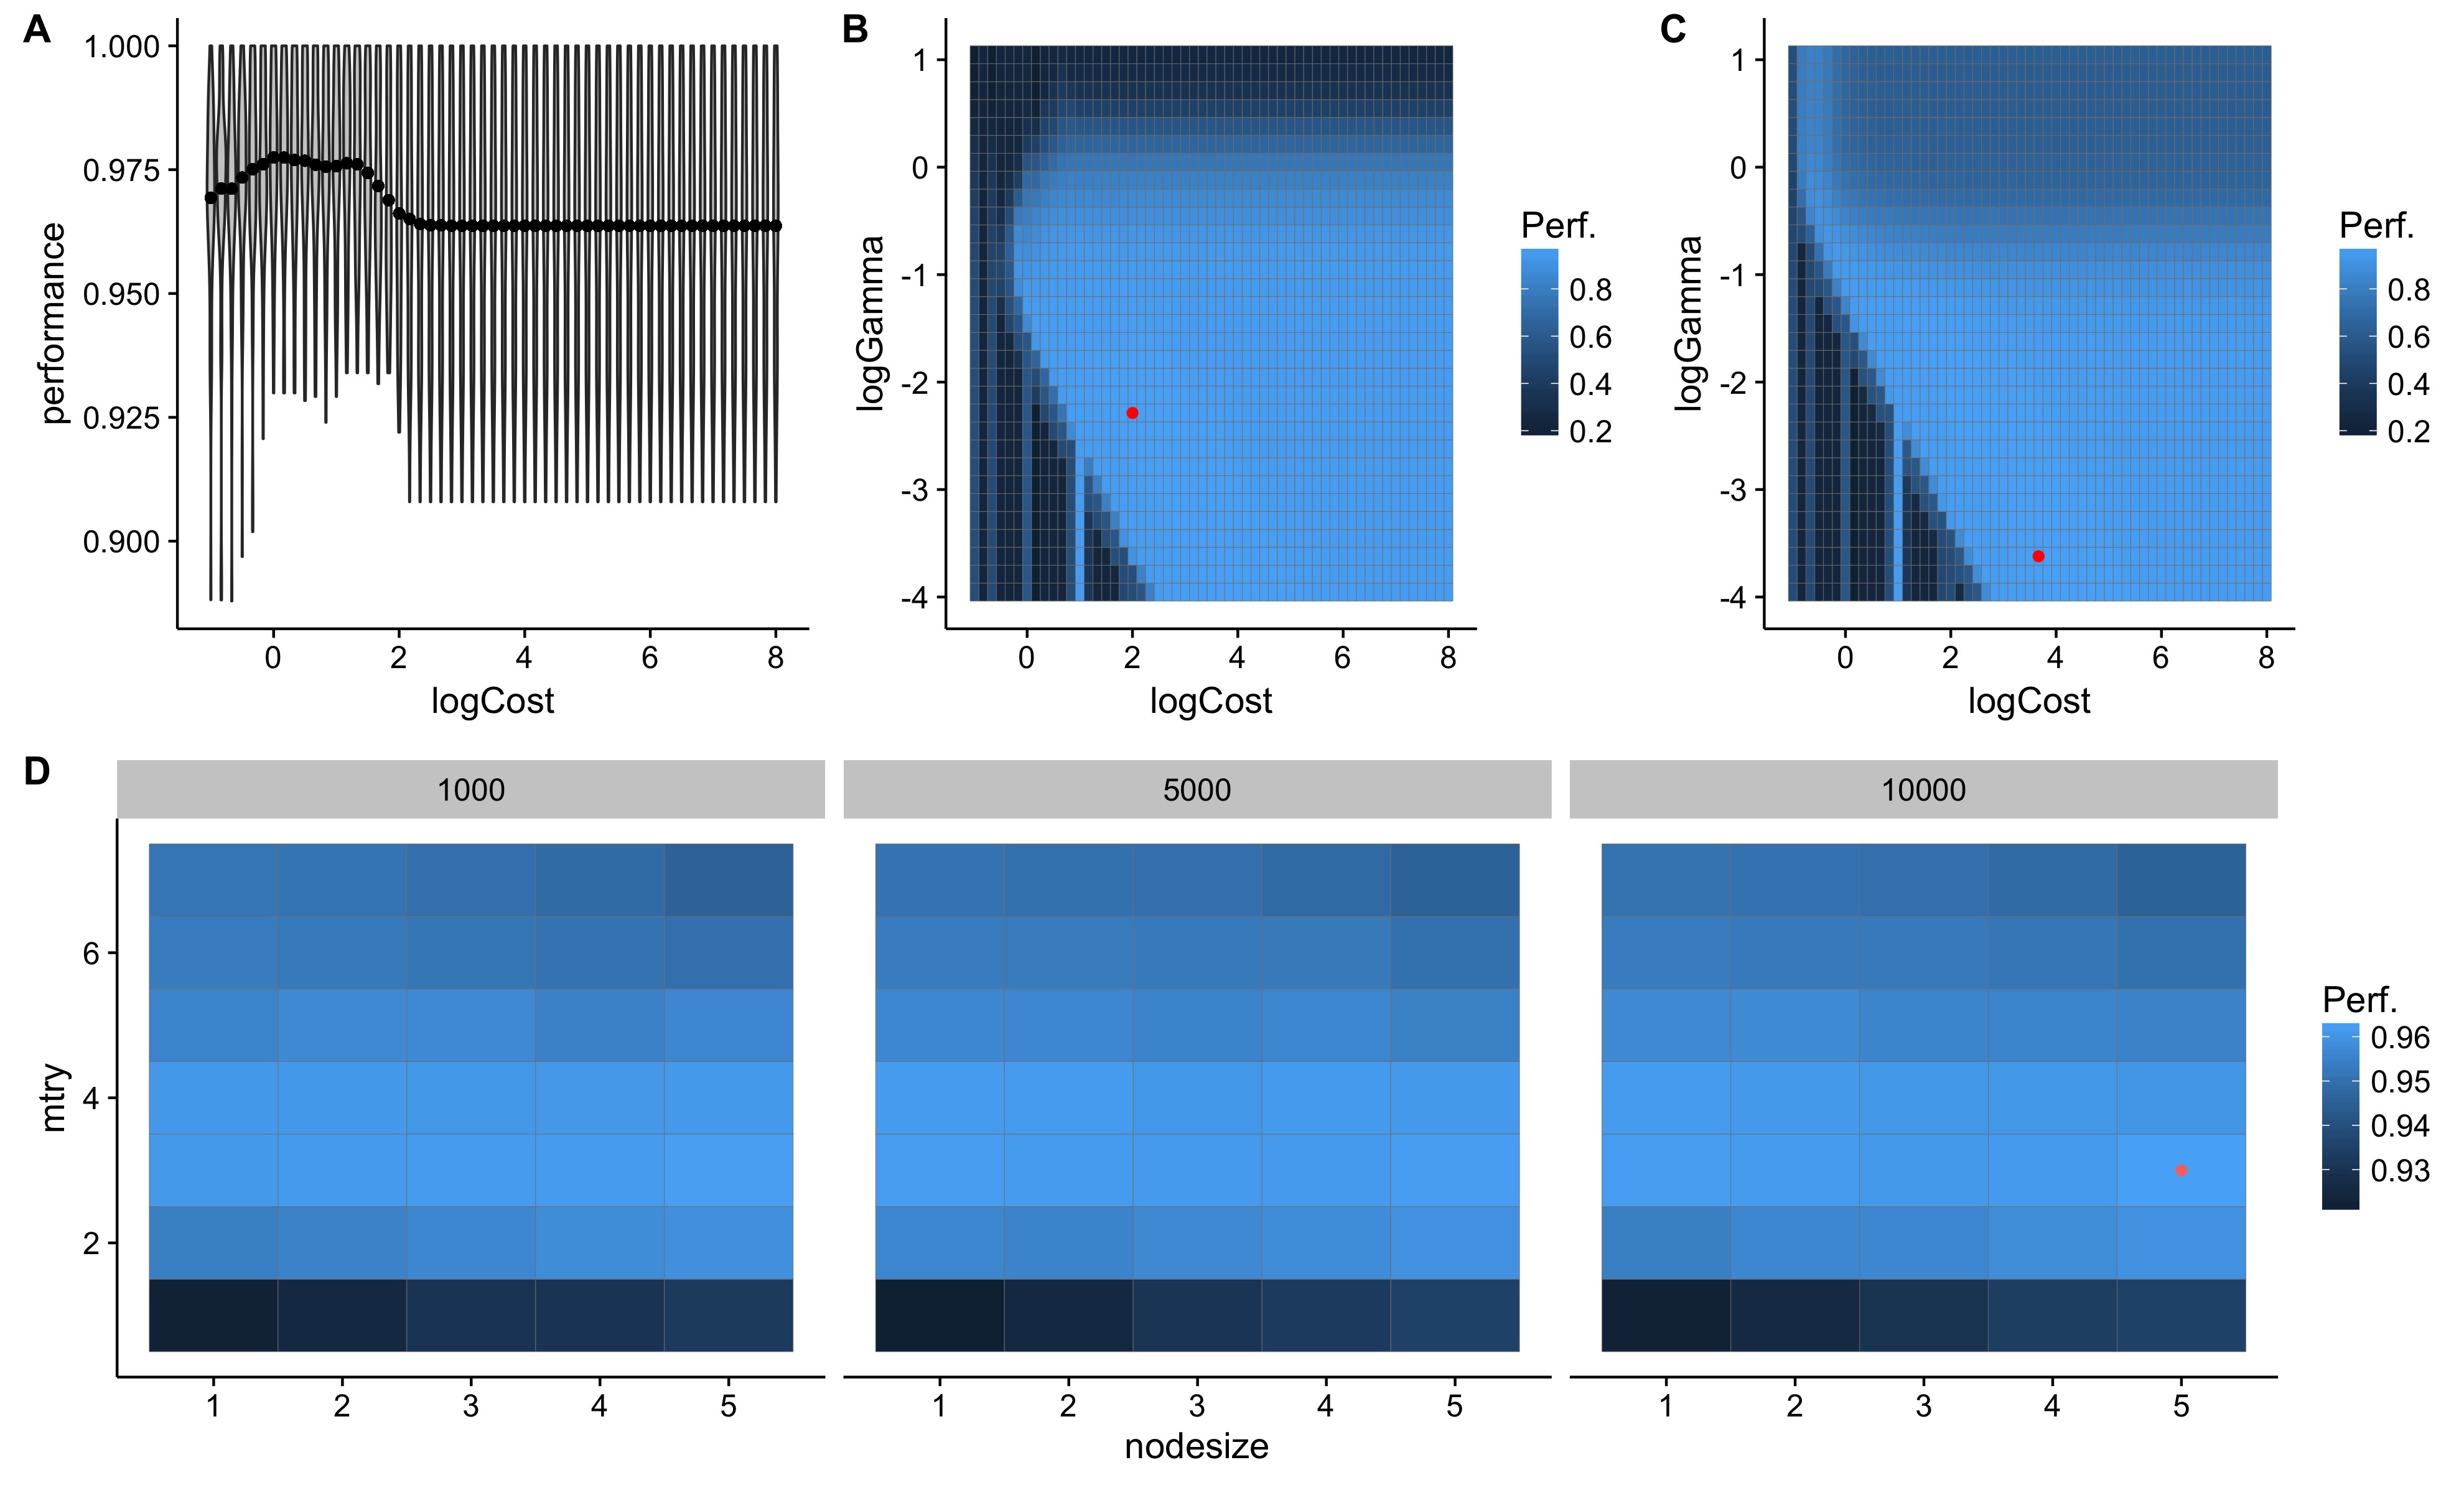 A
performance
1.000
0.975
0.950
0.925
0.900
0 2 4 6 8
logCost
B
logGamma
1
0
-1
-2
-3
-4
0 2 4 6 8
logCost
Perf.
0.8
0.6
0.4
0.2
C
logGamma
1
0
-1
-2
-3
-4
0 2 4 6 8
logCost
Perf.
0.8
0.6
0.4
0.2
D
1000 5000 10000
mtry
6
4
2
1 2 3 4 5 1 2 3 4 5 1 2 3 4 5
nodesize
Perf.
0.96
0.95
0.94
0.93